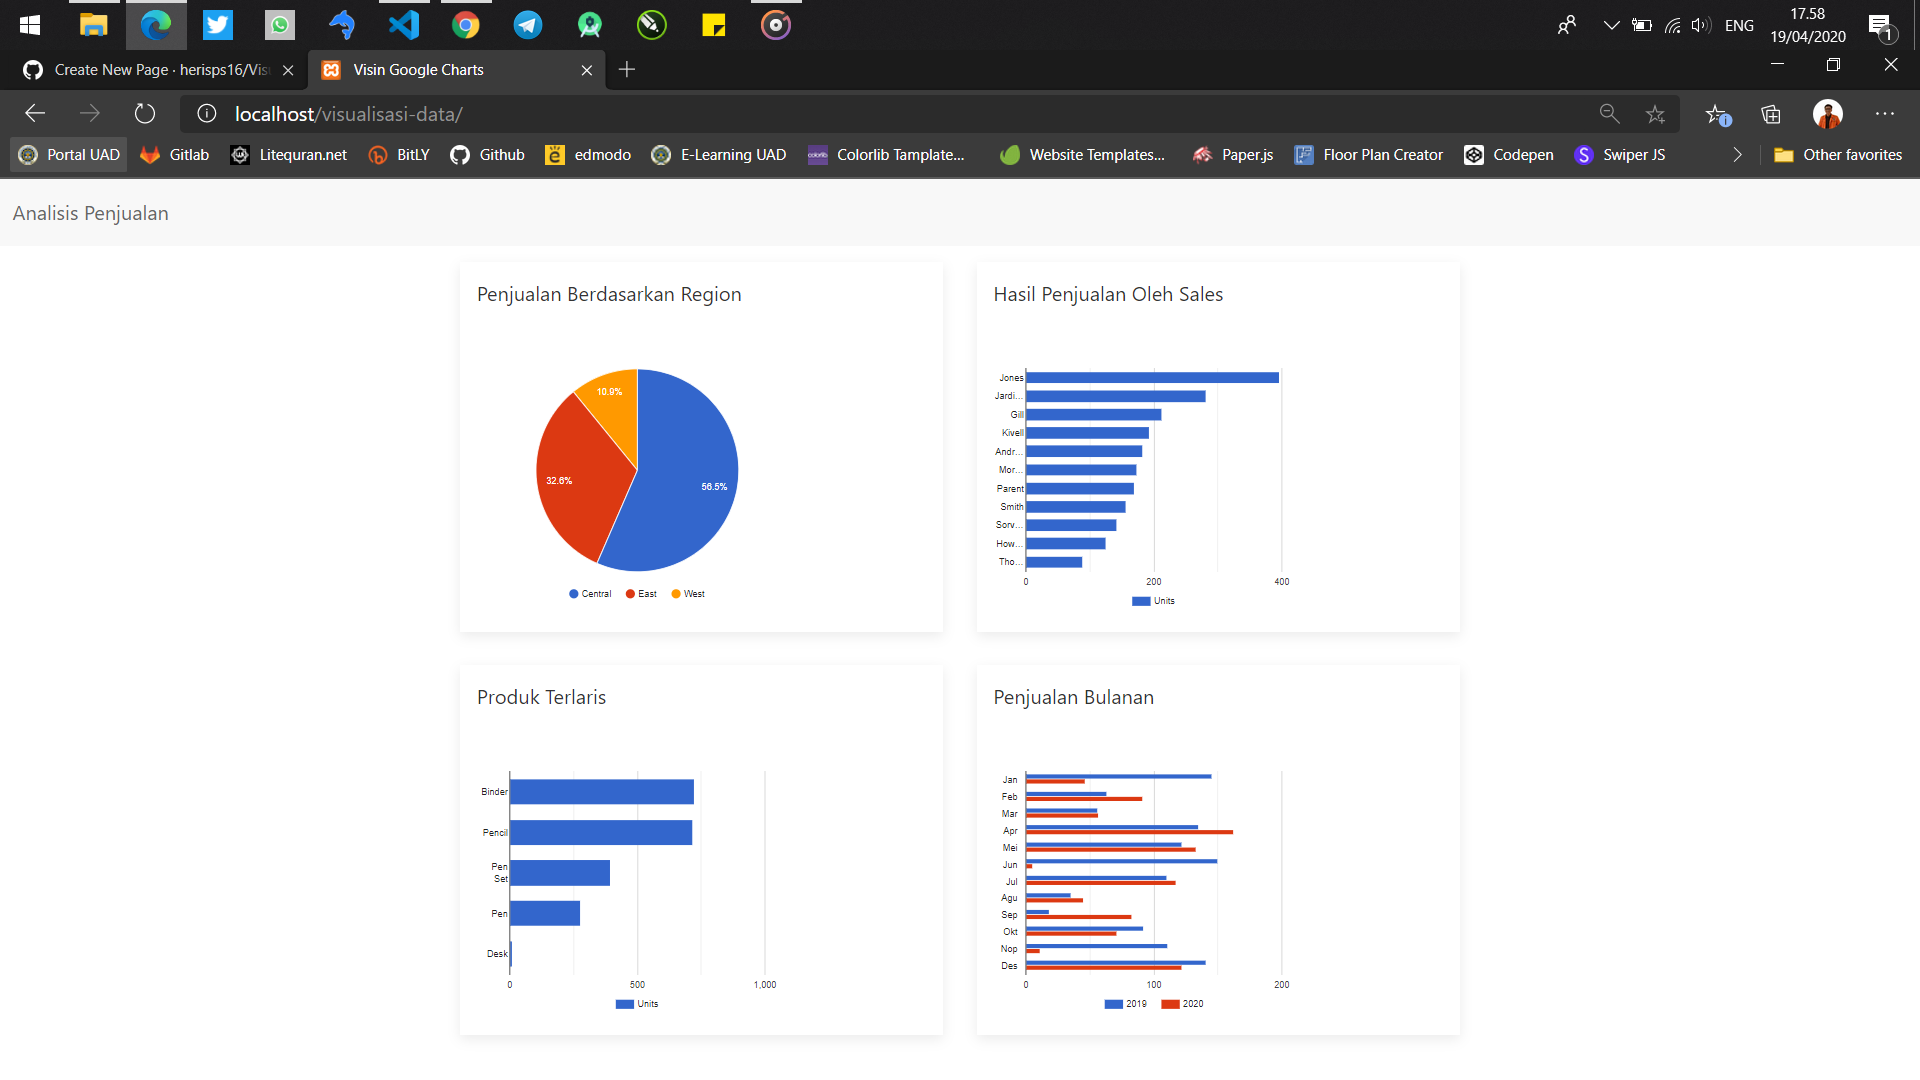 ENG
17.58
19/04/2020
1
Create New Page · herisps16/Vis
Visin Google Charts
localhost/visualisasi-data/
Portal UAD
Gitlab
Litequran.net
BitLY
Github
edmodo
E-Learning UAD
Colorlib Tamplate...
Website Templates...
Paper.js
Floor Plan Creator
Codepen
Swiper JS
Other favorites
Analisis Penjualan
Penjualan Berdasarkan Region
10.9%
32.6%
56.5%
Central
East
West
Hasil Penjualan Oleh Sales
Jones
Jardi...
Gill
Kivell
Andr...
Mor...
Parent
Smith
Sorv...
How...
Tho...
0
200
400
Units
Produk Terlaris
Binder
Pencil
Pen
Set
Pen
Desk
0
500
1,000
Units
Penjualan Bulanan
Jan
Feb
Mar
Apr
Mei
Jun
Jul
Agu
Sep
Okt
Nop
Des
0
100
200
2019
2020